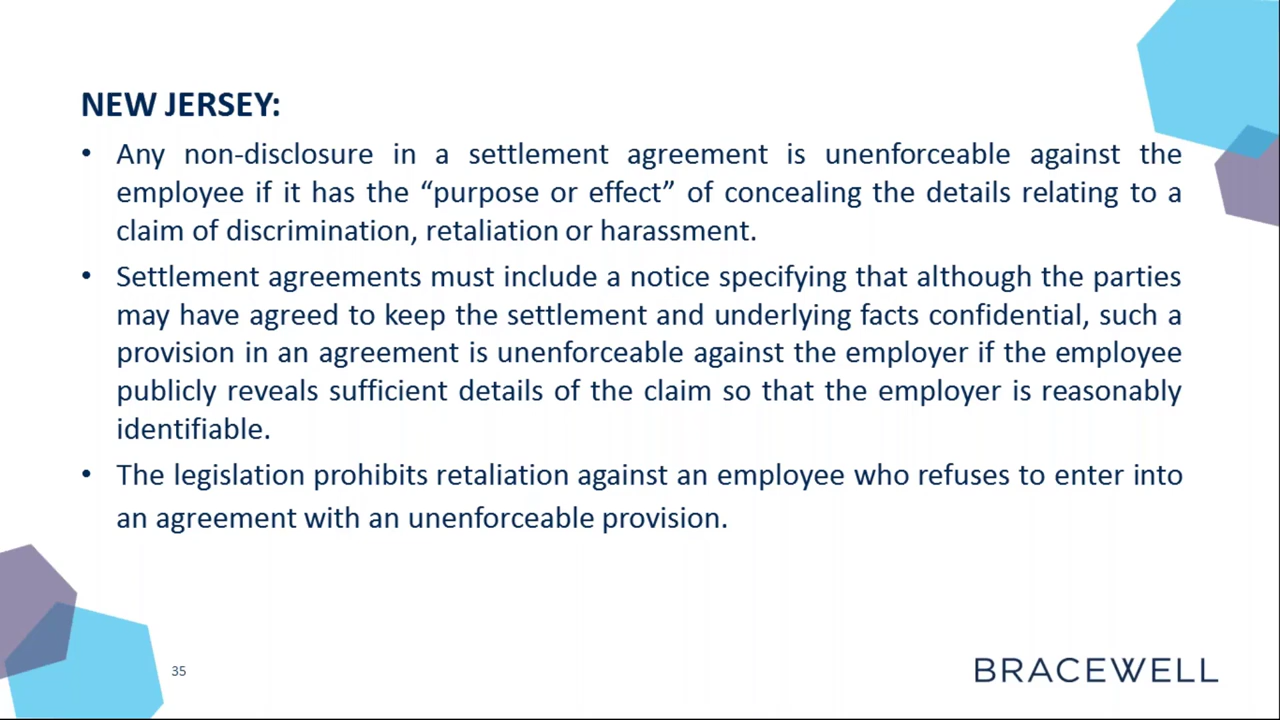 NEW JERSEY:
• Any non-disclosure in a settlement agreement is unenforceable against the
employee if it has the “purpose or effect” of concealing the details relating to a
claim of discrimination, retaliation or harassment.
• Settlement agreements must include a notice specifying that although the parties
may have agreed to keep the settlement and underlying facts confidential, such a
provision in an agreement is unenforceable against the employer if the employee
publicly reveals sufficient details of the claim so that the employer is reasonably
identifiable.
• The legislation prohibits retaliation against an employee who refuses to enter into
an agreement with an unenforceable provision.
35
BRACEWELL